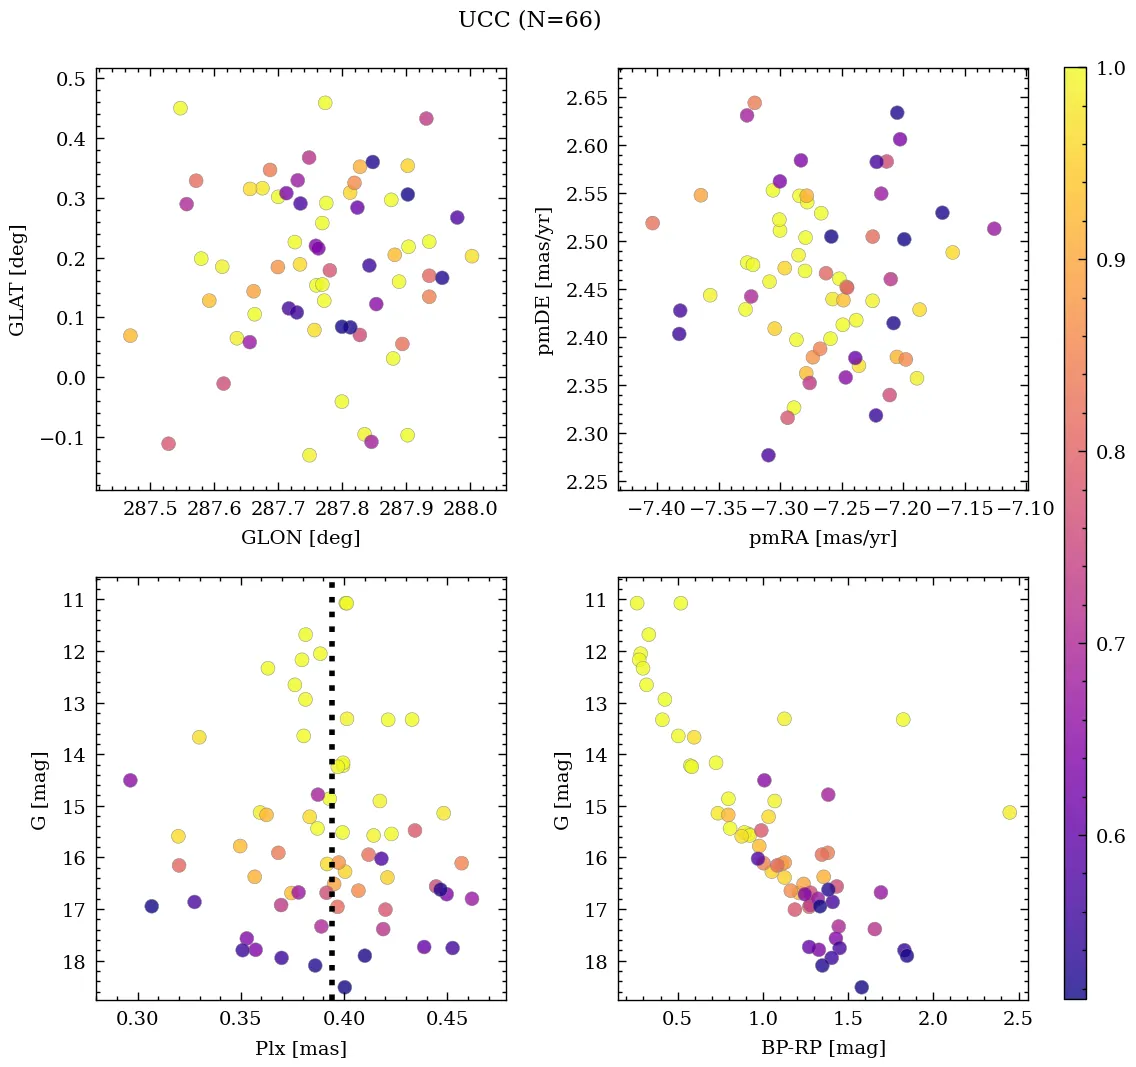 UCC (N=66)
0.5
0.4
0.3
0.2
0.1
0.0
−0.1
GLAT [deg]
287.5 287.6 287.7 287.8 287.9 288.0
GLON [deg]
2.65
2.60
2.55
2.50
2.45
2.40
2.35
2.30
2.25
pmDE [mas/yr]
−7.40 −7.35 −7.30 −7.25 −7.20 −7.15 −7.10
pmRA [mas/yr]
1.0
0.9
0.8
0.7
0.6
11
12
13
14
15
16
17
18
G [mag]
0.30 0.35 0.40 0.45
Plx [mas]
11
12
13
14
15
16
17
18
G [mag]
0.5 1.0 1.5 2.0 2.5
BP-RP [mag]